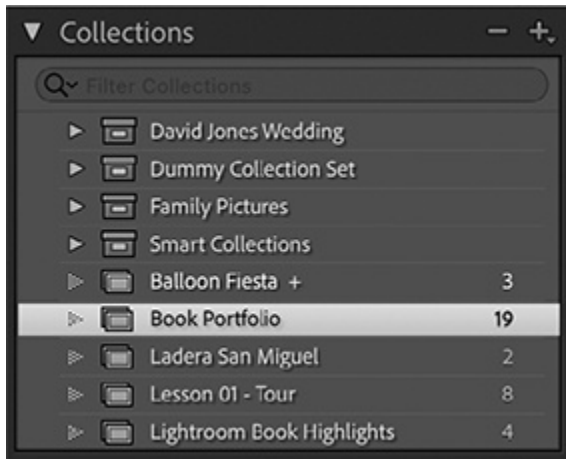 Collections
Filter Collections
David Jones Wedding
Dummy Collection Set
Family Pictures
Smart Collections
Balloon Fiesta + 3
Book Portfolio 19
Ladera San Miguel 2
Lesson 01 - Tour 8
Lightroom Book Highlights 4